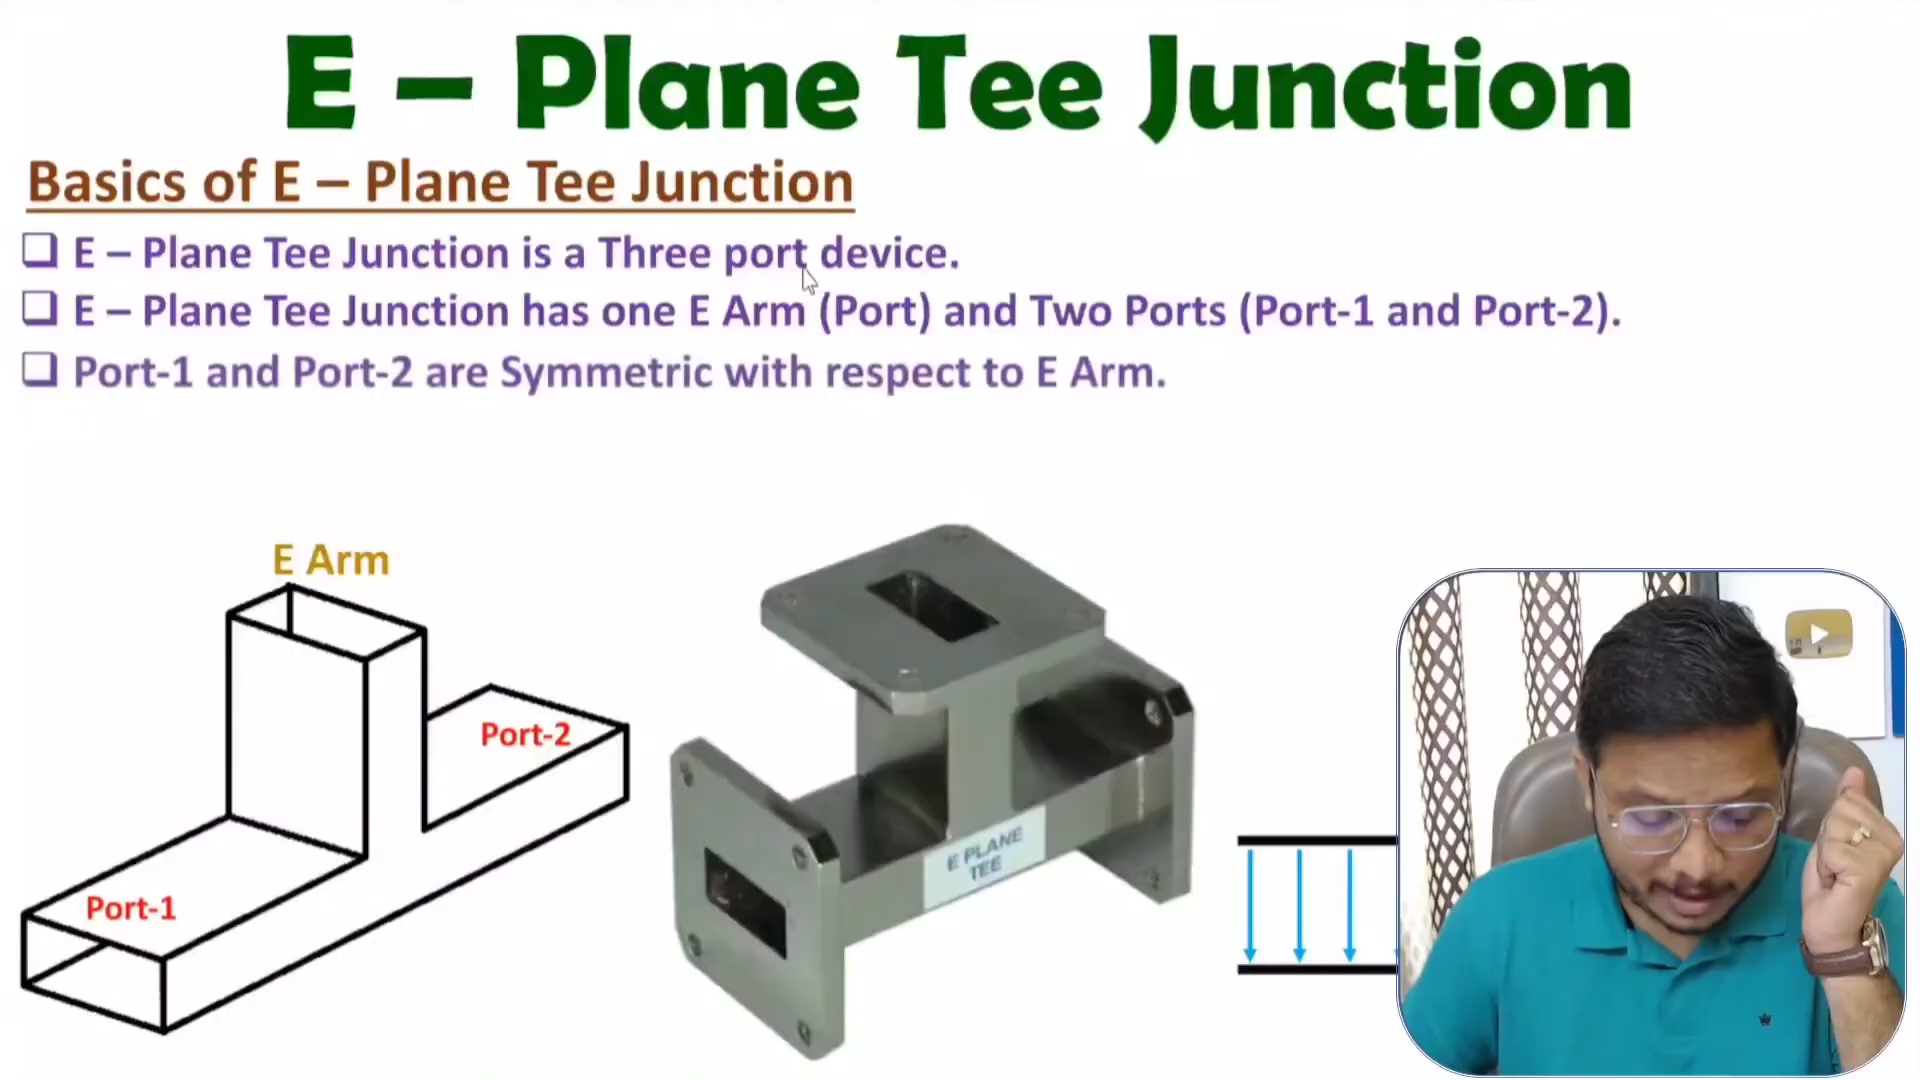 E – Plane Tee Junction
Basics of E – Plane Tee Junction
❑ E – Plane Tee Junction is a Three port device.
❑ E – Plane Tee Junction has one E Arm (Port) and Two Ports (Port-1 and Port-2).
❑ Port-1 and Port-2 are Symmetric with respect to E Arm.
E Arm
Port-2
Port-1
E PLANE
TEE